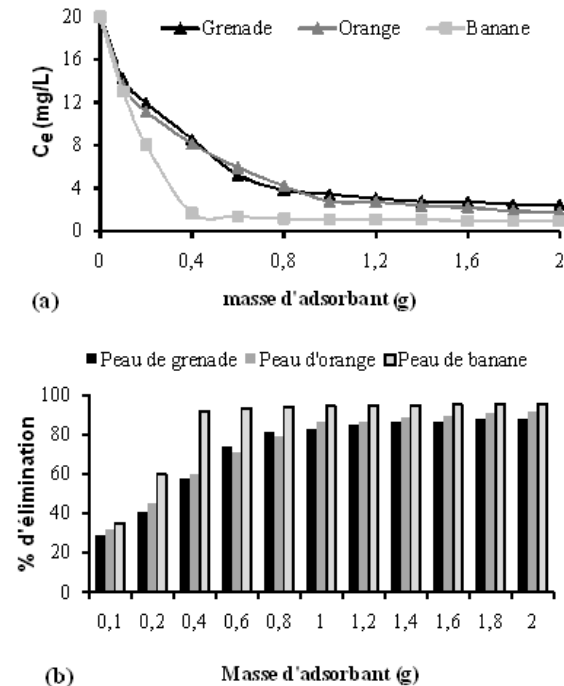 Grenade Orange Banane
20
16
12
8
4
0
Cₑ (mg/L)
0 0,4 0,8 1,2 1,6 2
(a) masse d'adsorbant (g)
Peau de grenade Peau d'orange Peau de banane
100
80
60
40
20
0
% d'élimination
0,1 0,2 0,4 0,6 0,8 1 1,2 1,4 1,6 1,8 2
(b) Masse d'adsorbant (g)